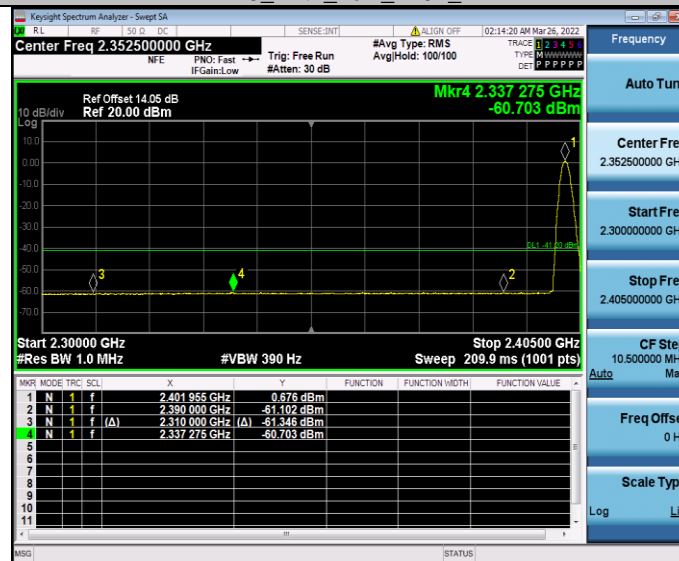 Keysight Spectrum Analyzer - Swept SA
RL RF 50 Ω DC SENSE:INT ALIGN OFF 02:14:20 AM Mar 26, 2022
Center Freq 2.352500000 GHz
NFE PNO: Fast IFGain:Low
Trig: Free Run
#Atten: 30 dB
#Avg Type: RMS
Avg|Hold: 100/100
TRACE 1 2 3 4 5 6
TYPE M WWWWW
DET P P P P P P
Mkr4 2.337 275 GHz
-60.703 dBm
Ref Offset 14.05 dB
10 dB/div Ref 20.00 dBm
Log
10.0
0.00
-10.0
-20.0
-30.0
-40.0
-50.0
-60.0
-70.0
1
2
3
4
DL1 -41.20 dBm
Start 2.30000 GHz Stop 2.40500 GHz
#Res BW 1.0 MHz #VBW 390 Hz Sweep 209.9 ms (1001 pts)
MKR MODE TRC SCL X Y FUNCTION FUNCTION WIDTH FUNCTION VALUE
1 N 1 f 2.401 955 GHz 0.676 dBm
2 N 1 f 2.390 000 GHz -61.102 dBm
3 N 1 f (Δ) 2.310 000 GHz (Δ) -61.346 dBm
4 N 1 f 2.337 275 GHz -60.703 dBm
5
6
7
8
9
10
11
MSG STATUS
Frequency
Auto Tun
Center Fre
2.352500000 GH
Start Fre
2.300000000 GH
Stop Fre
2.405000000 GH
CF Ste
10.500000 MH
Auto Ma
Freq Offse
0 H
Scale Typ
Log Li